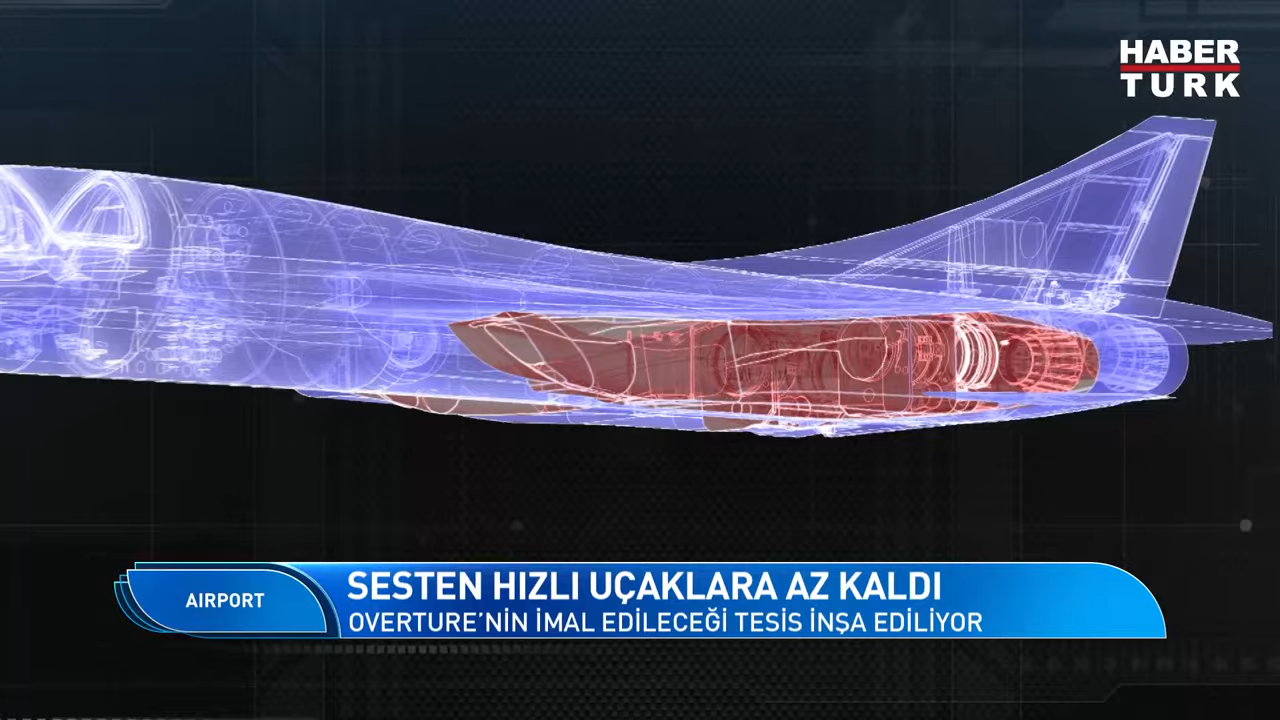 HABER
TURK
AIRPORT
SESTEN HIZLI UÇAKLARA AZ KALDI
OVERTURE'NİN İMAL EDİLECEĞİ TESİS İNŞA EDİLİYOR